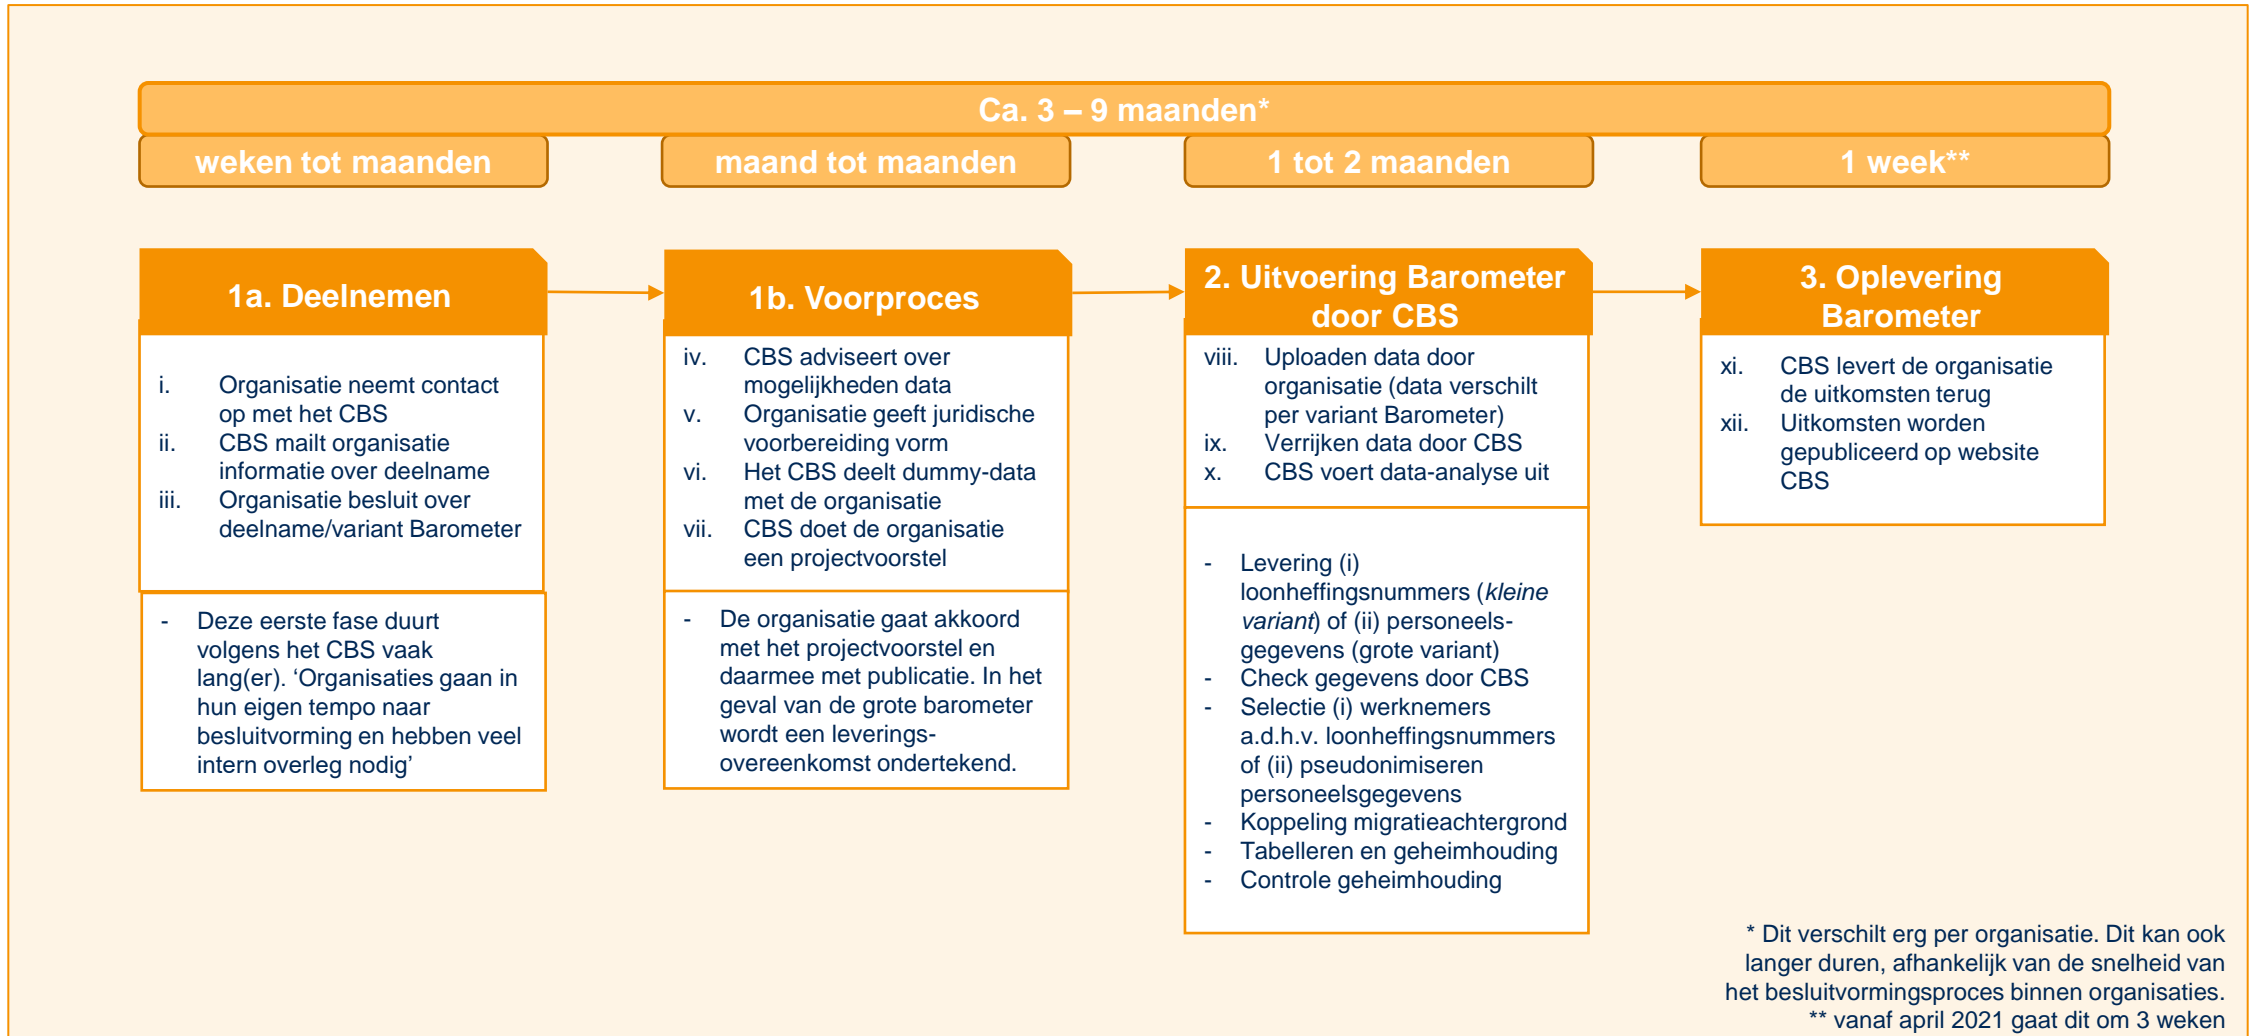 Ca. 3 – 9 maanden*
weken tot maanden
maand tot maanden
1 tot 2 maanden
1 week**
1a. Deelnemen
i. Organisatie neemt contact
op met het CBS
ii. CBS mailt organisatie
informatie over deelname
iii. Organisatie besluit over
deelname/variant Barometer
- Deze eerste fase duurt
volgens het CBS vaak
lang(er). ‘Organisaties gaan in
hun eigen tempo naar
besluitvorming en hebben veel
intern overleg nodig’
1b. Voorproces
iv. CBS adviseert over
mogelijkheden data
v. Organisatie geeft juridische
voorbereiding vorm
vi. Het CBS deelt dummy-data
met de organisatie
vii. CBS doet de organisatie
een projectvoorstel
- De organisatie gaat akkoord
met het projectvoorstel en
daarmee met publicatie. In het
geval van de grote barometer
wordt een leverings-
overeenkomst ondertekend.
2. Uitvoering Barometer
door CBS
viii. Uploaden data door
organisatie (data verschilt
per variant Barometer)
ix. Verrijken data door CBS
x. CBS voert data-analyse uit
- Levering (i)
loonheffingsnummers (kleine
variant) of (ii) personeels-
gegevens (grote variant)
- Check gegevens door CBS
- Selectie (i) werknemers
a.d.h.v. loonheffingsnummers
of (ii) pseudonimiseren
personeelsgegevens
- Koppeling migratieachtergrond
- Tabelleren en geheimhouding
- Controle geheimhouding
3. Oplevering
Barometer
xi. CBS levert de organisatie
de uitkomsten terug
xii. Uitkomsten worden
gepubliceerd op website
CBS
* Dit verschilt erg per organisatie. Dit kan ook
langer duren, afhankelijk van de snelheid van
het besluitvormingsproces binnen organisaties.
** vanaf april 2021 gaat dit om 3 weken